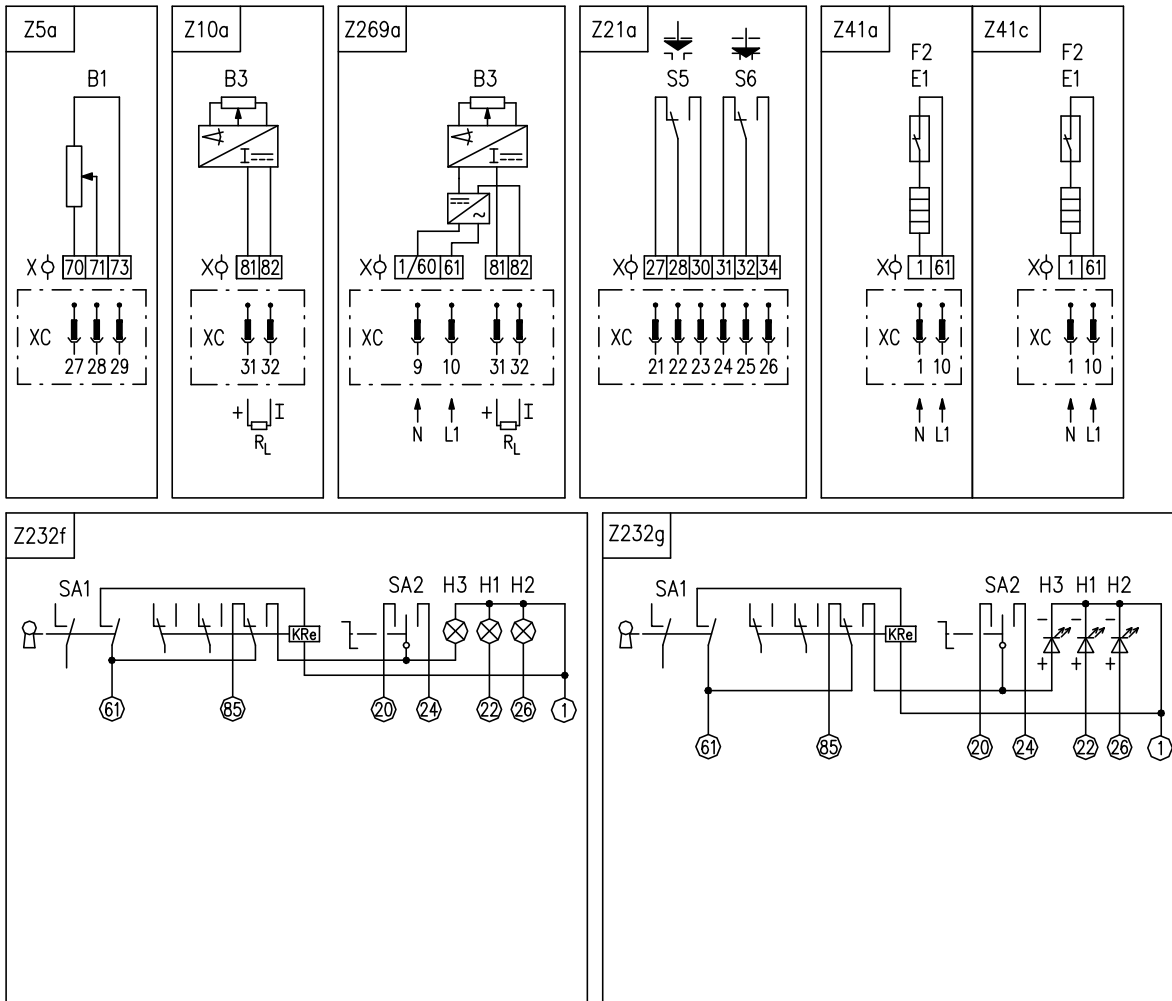 Z5a
B1
X 70 71 73
XC
27 28 29
Z10a
B3
I
X 81 82
XC
31 32
+ I
RL
Z269a
B3
I
~
X 1/60 61 81 82
XC
9 10 31 32
+ I
N L1 RL
Z21a
S5 S6
X 27 28 30 31 32 34
XC
21 22 23 24 25 26
Z41a
F2
E1
X 1 61
XC
1 10
N L1
Z41c
F2
E1
X 1 61
XC
1 10
N L1
Z232f
SA1 SA2 H3 H1 H2
KRe
61 85 20 24 22 26 1
Z232g
SA1 SA2 H3 H1 H2
- - -
KRe
+ + +
61 85 20 24 22 26 1